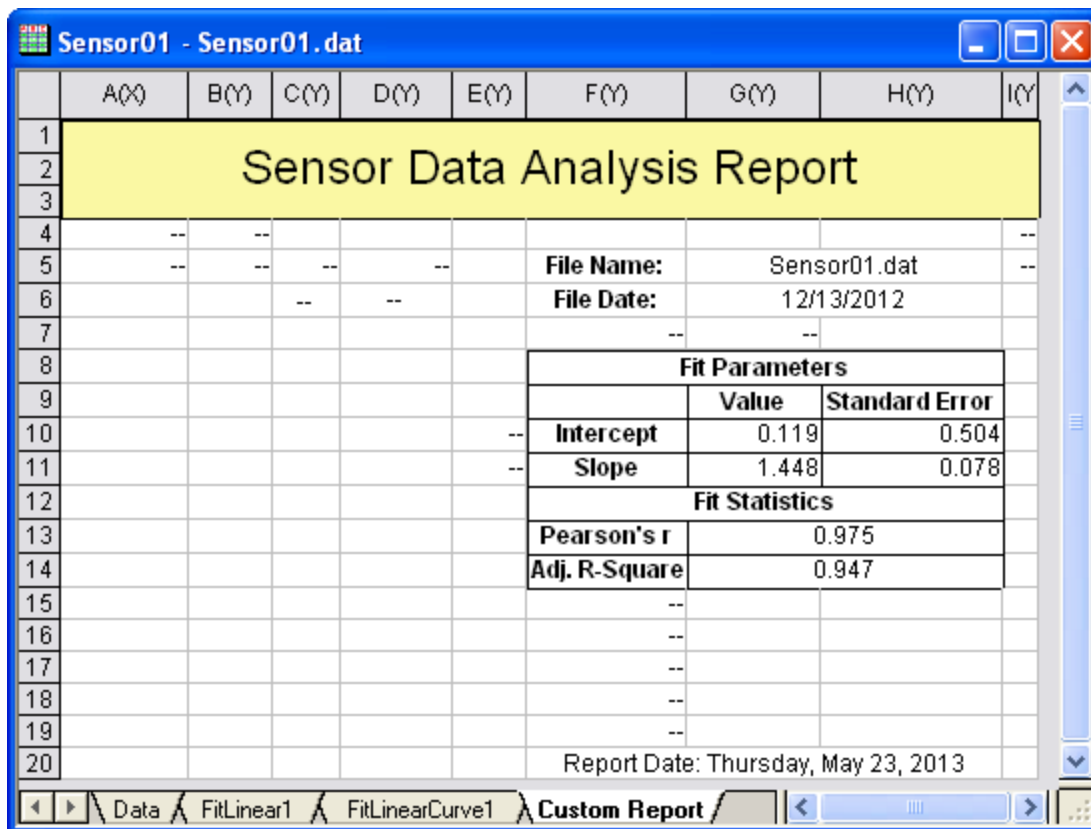 Sensor01 - Sensor01.dat
A(X) B(Y) C(Y) D(Y) E(Y) F(Y) G(Y) H(Y) I(Y
1
2 Sensor Data Analysis Report
3
4 -- -- --
5 -- -- -- -- File Name: Sensor01.dat --
6 -- -- File Date: 12/13/2012
7 -- --
8 Fit Parameters
9 Value Standard Error
10 -- Intercept 0.119 0.504
11 -- Slope 1.448 0.078
12 Fit Statistics
13 Pearson's r 0.975
14 Adj. R-Square 0.947
15 --
16 --
17 --
18 --
19 --
20 Report Date: Thursday, May 23, 2013
Data FitLinear1 FitLinearCurve1 Custom Report